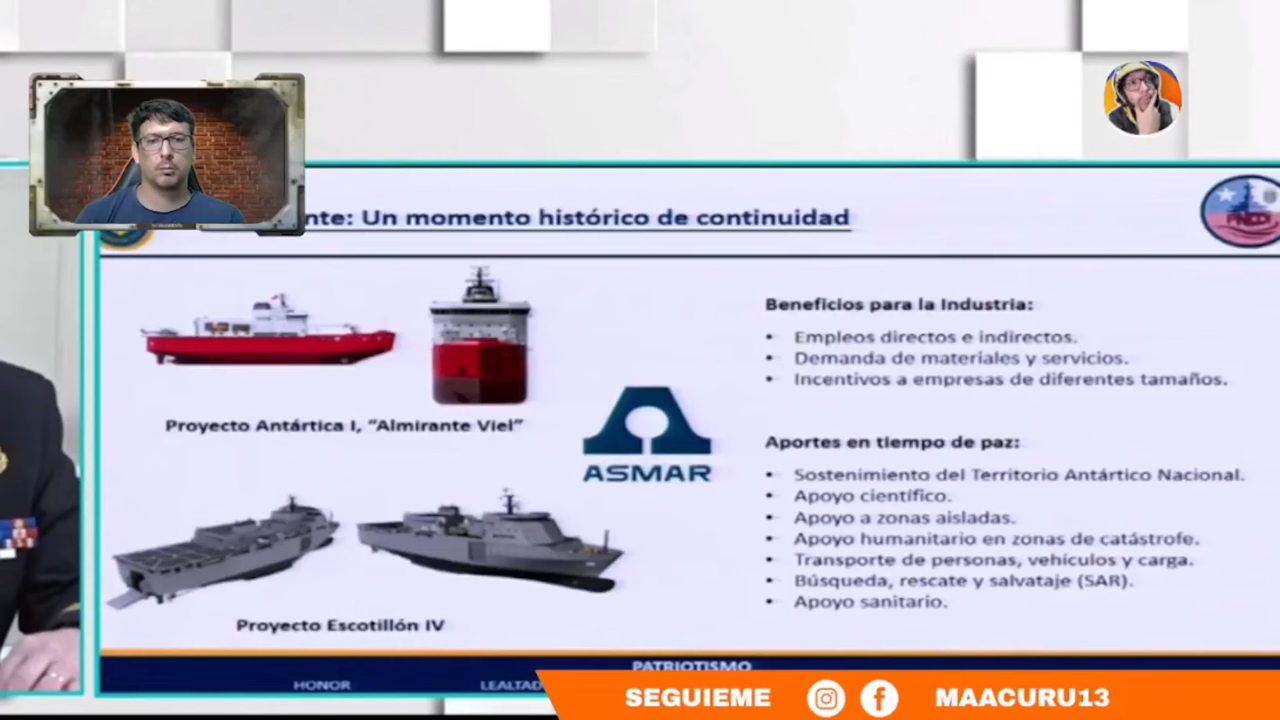 nte: Un momento histórico de continuidad
Beneficios para la Industria:
• Empleos directos e indirectos.
• Demanda de materiales y servicios.
• Incentivos a empresas de diferentes tamaños.
Proyecto Antártica I, “Almirante Viel”
ASMAR
Aportes en tiempo de paz:
• Sostenimiento del Territorio Antártico Nacional.
• Apoyo científico.
• Apoyo a zonas aisladas.
• Apoyo humanitario en zonas de catástrofe.
• Transporte de personas, vehículos y carga.
• Búsqueda, rescate y salvataje (SAR).
• Apoyo sanitario.
Proyecto Escotillón IV
PATRIOTISMO
HONOR
LEALTAD
SEGUIEME
MAACURU13